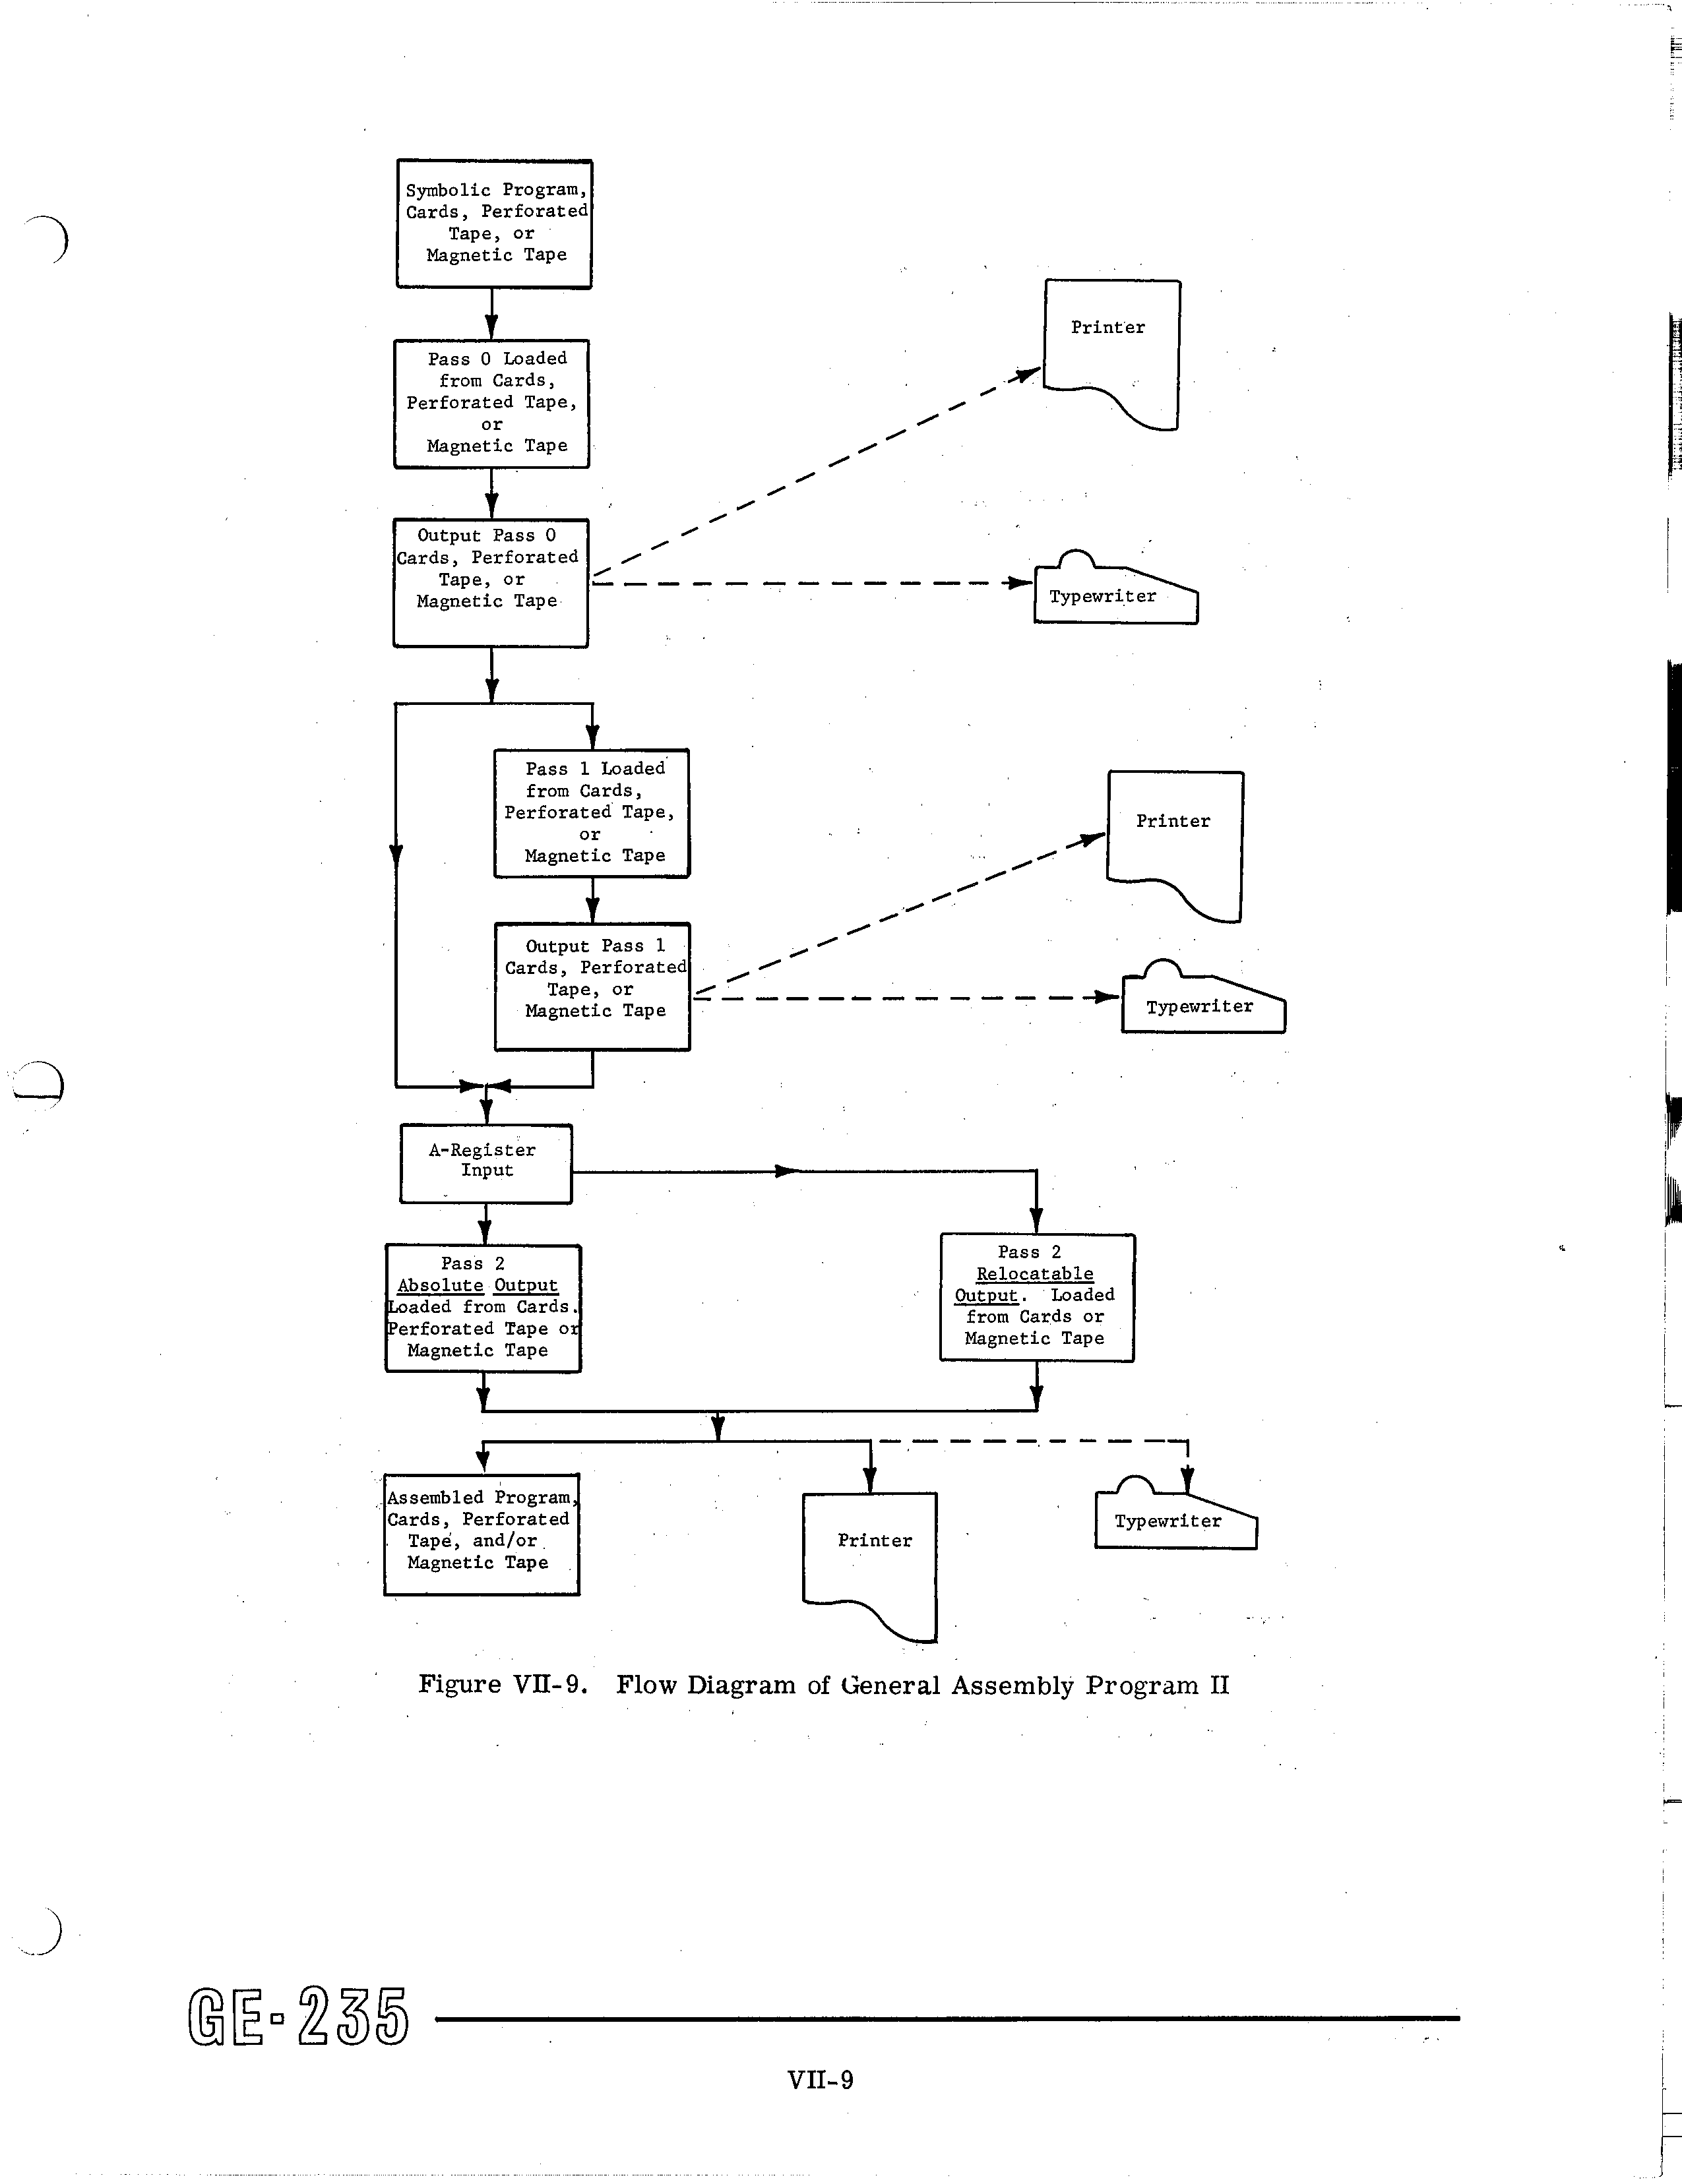 Symbolic Program,
Cards, Perforated
Tape, or
Magnetic Tape
Printer
Pass 0 Loaded
from Cards,
Perforated Tape,
or
Magnetic Tape
Output Pass 0
Cards, Perforated
Tape, or
Magnetic Tape
Typewriter
Pass 1 Loaded
from Cards,
Perforated Tape,
or
Magnetic Tape
Printer
Output Pass 1
Cards, Perforated
Tape, or
Magnetic Tape
Typewriter
A-Register
Input
Pass 2
Absolute Output
Loaded from Cards.
Perforated Tape or
Magnetic Tape
Pass 2
Relocatable
Output. Loaded
from Cards or
Magnetic Tape
Assembled Program,
Cards, Perforated
Tape, and/or
Magnetic Tape
Printer
Typewriter
Figure VII-9. Flow Diagram of General Assembly Program II
GE-235
VII-9